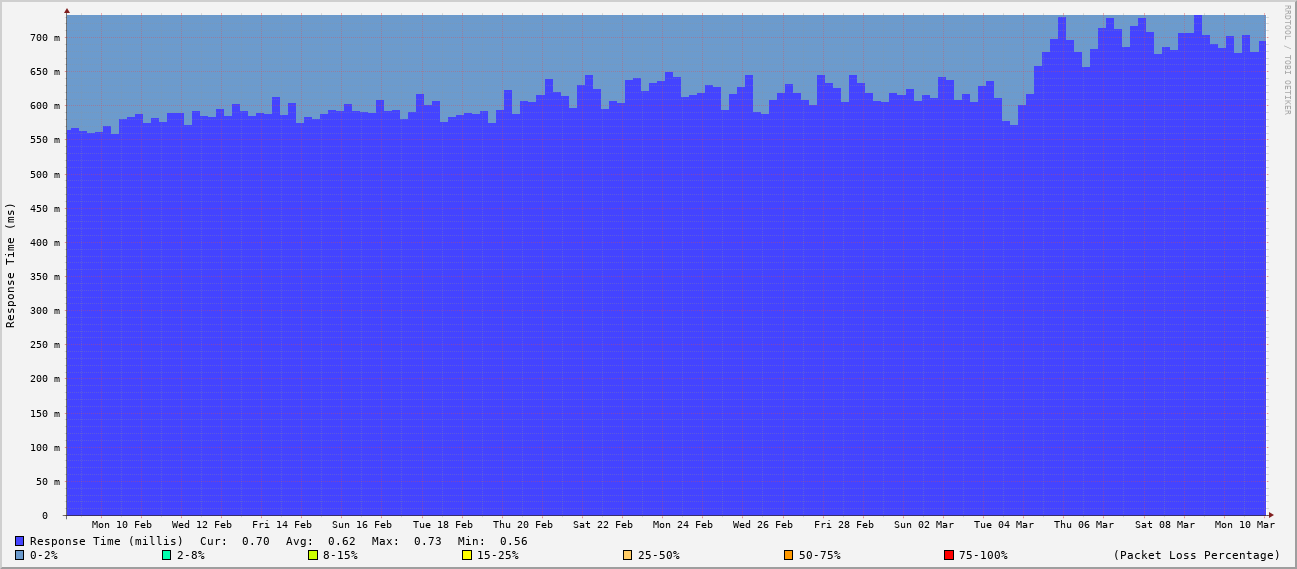 RRDTOOL / TOBI OETIKER
Response Time (ms)
700 m
650 m
600 m
550 m
500 m
450 m
400 m
350 m
300 m
250 m
200 m
150 m
100 m
50 m
0
Mon 10 Feb Wed 12 Feb Fri 14 Feb Sun 16 Feb Tue 18 Feb Thu 20 Feb Sat 22 Feb Mon 24 Feb Wed 26 Feb Fri 28 Feb Sun 02 Mar Tue 04 Mar Thu 06 Mar Sat 08 Mar Mon 10 Mar
Response Time (millis) Cur: 0.70 Avg: 0.62 Max: 0.73 Min: 0.56
0-2% 2-8% 8-15% 15-25% 25-50% 50-75% 75-100% (Packet Loss Percentage)